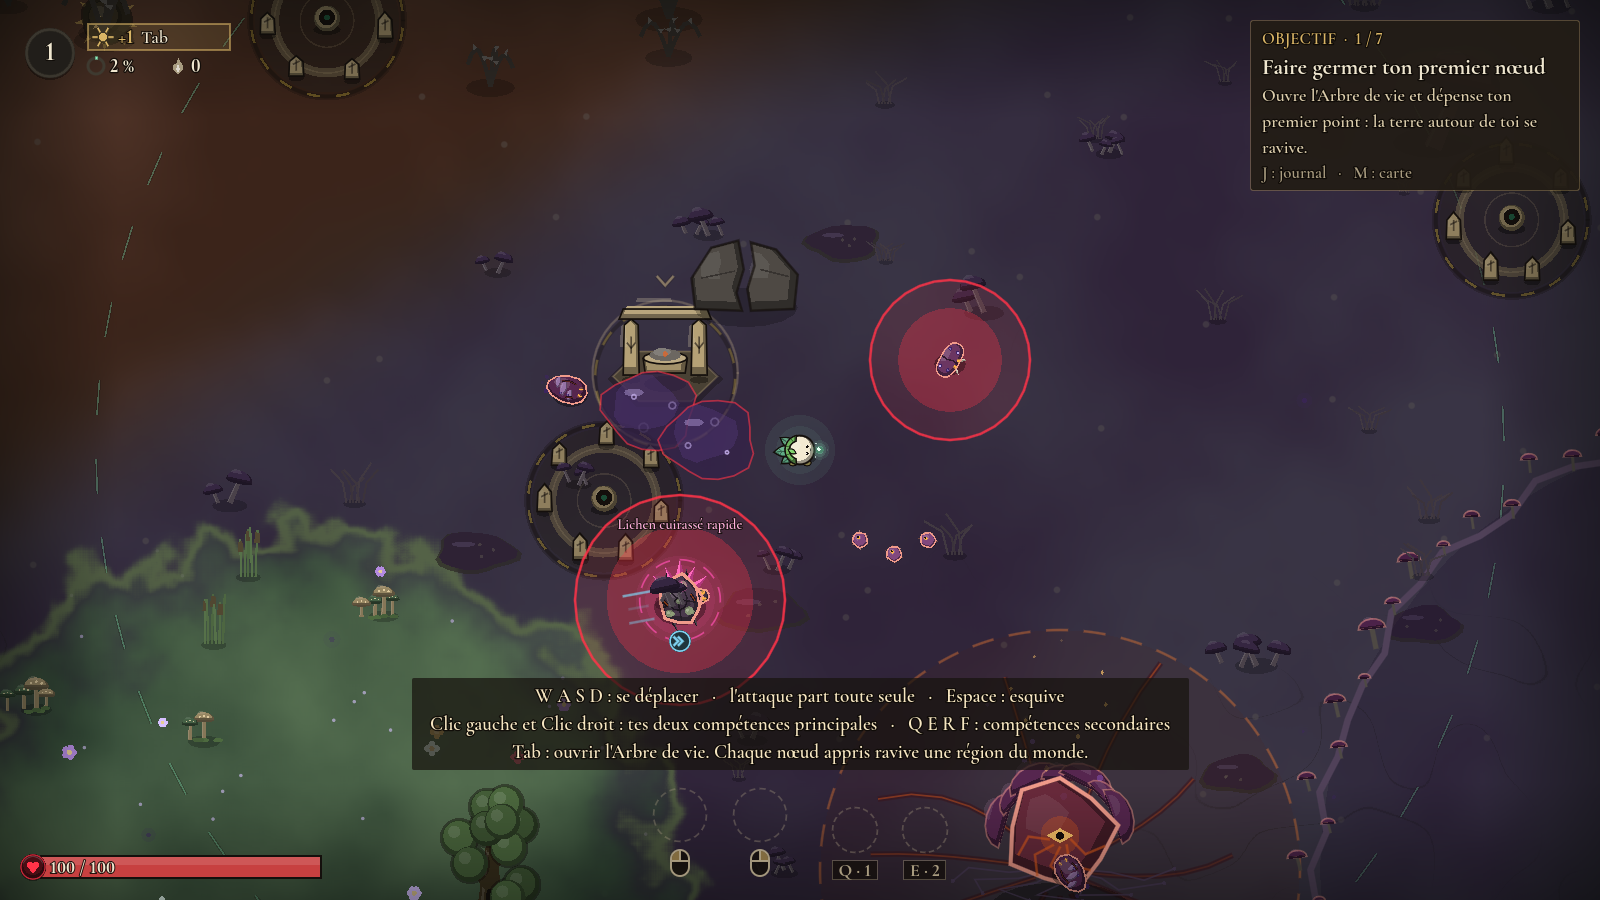 1
+1 Tab
2 %
0
OBJECTIF · 1 / 7
Faire germer ton premier nœud
Ouvre l'Arbre de vie et dépense ton
premier point : la terre autour de toi se
ravive.
J : journal · M : carte
Lichen cuirassé rapide
W A S D : se déplacer · l'attaque part toute seule · Espace : esquive
Clic gauche et Clic droit : tes deux compétences principales · Q E R F : compétences secondaires
Tab : ouvrir l'Arbre de vie. Chaque nœud appris ravive une région du monde.
100 / 100
Q · 1
E · 2